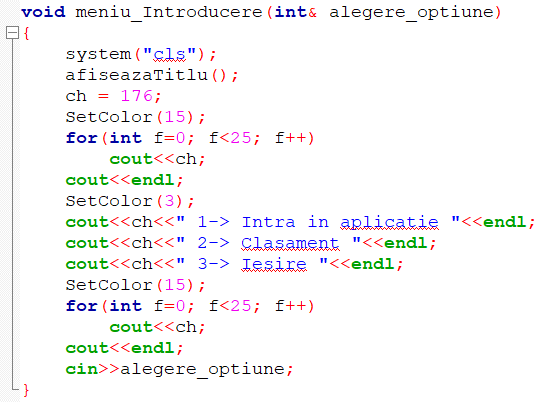 void meniu_Introducere(int& alegere_optiune)
{
    system("cls");
    afiseazaTitlu();
    ch = 176;
    SetColor(15);
    for(int f=0; f<25; f++)
        cout<<ch;
    cout<<endl;
    SetColor(3);
    cout<<ch<<" 1-> Intra in aplicatie "<<endl;
    cout<<ch<<" 2-> Clasament "<<endl;
    cout<<ch<<" 3-> Iesire "<<endl;
    SetColor(15);
    for(int f=0; f<25; f++)
        cout<<ch;
    cout<<endl;
    cin>>alegere_optiune;
}